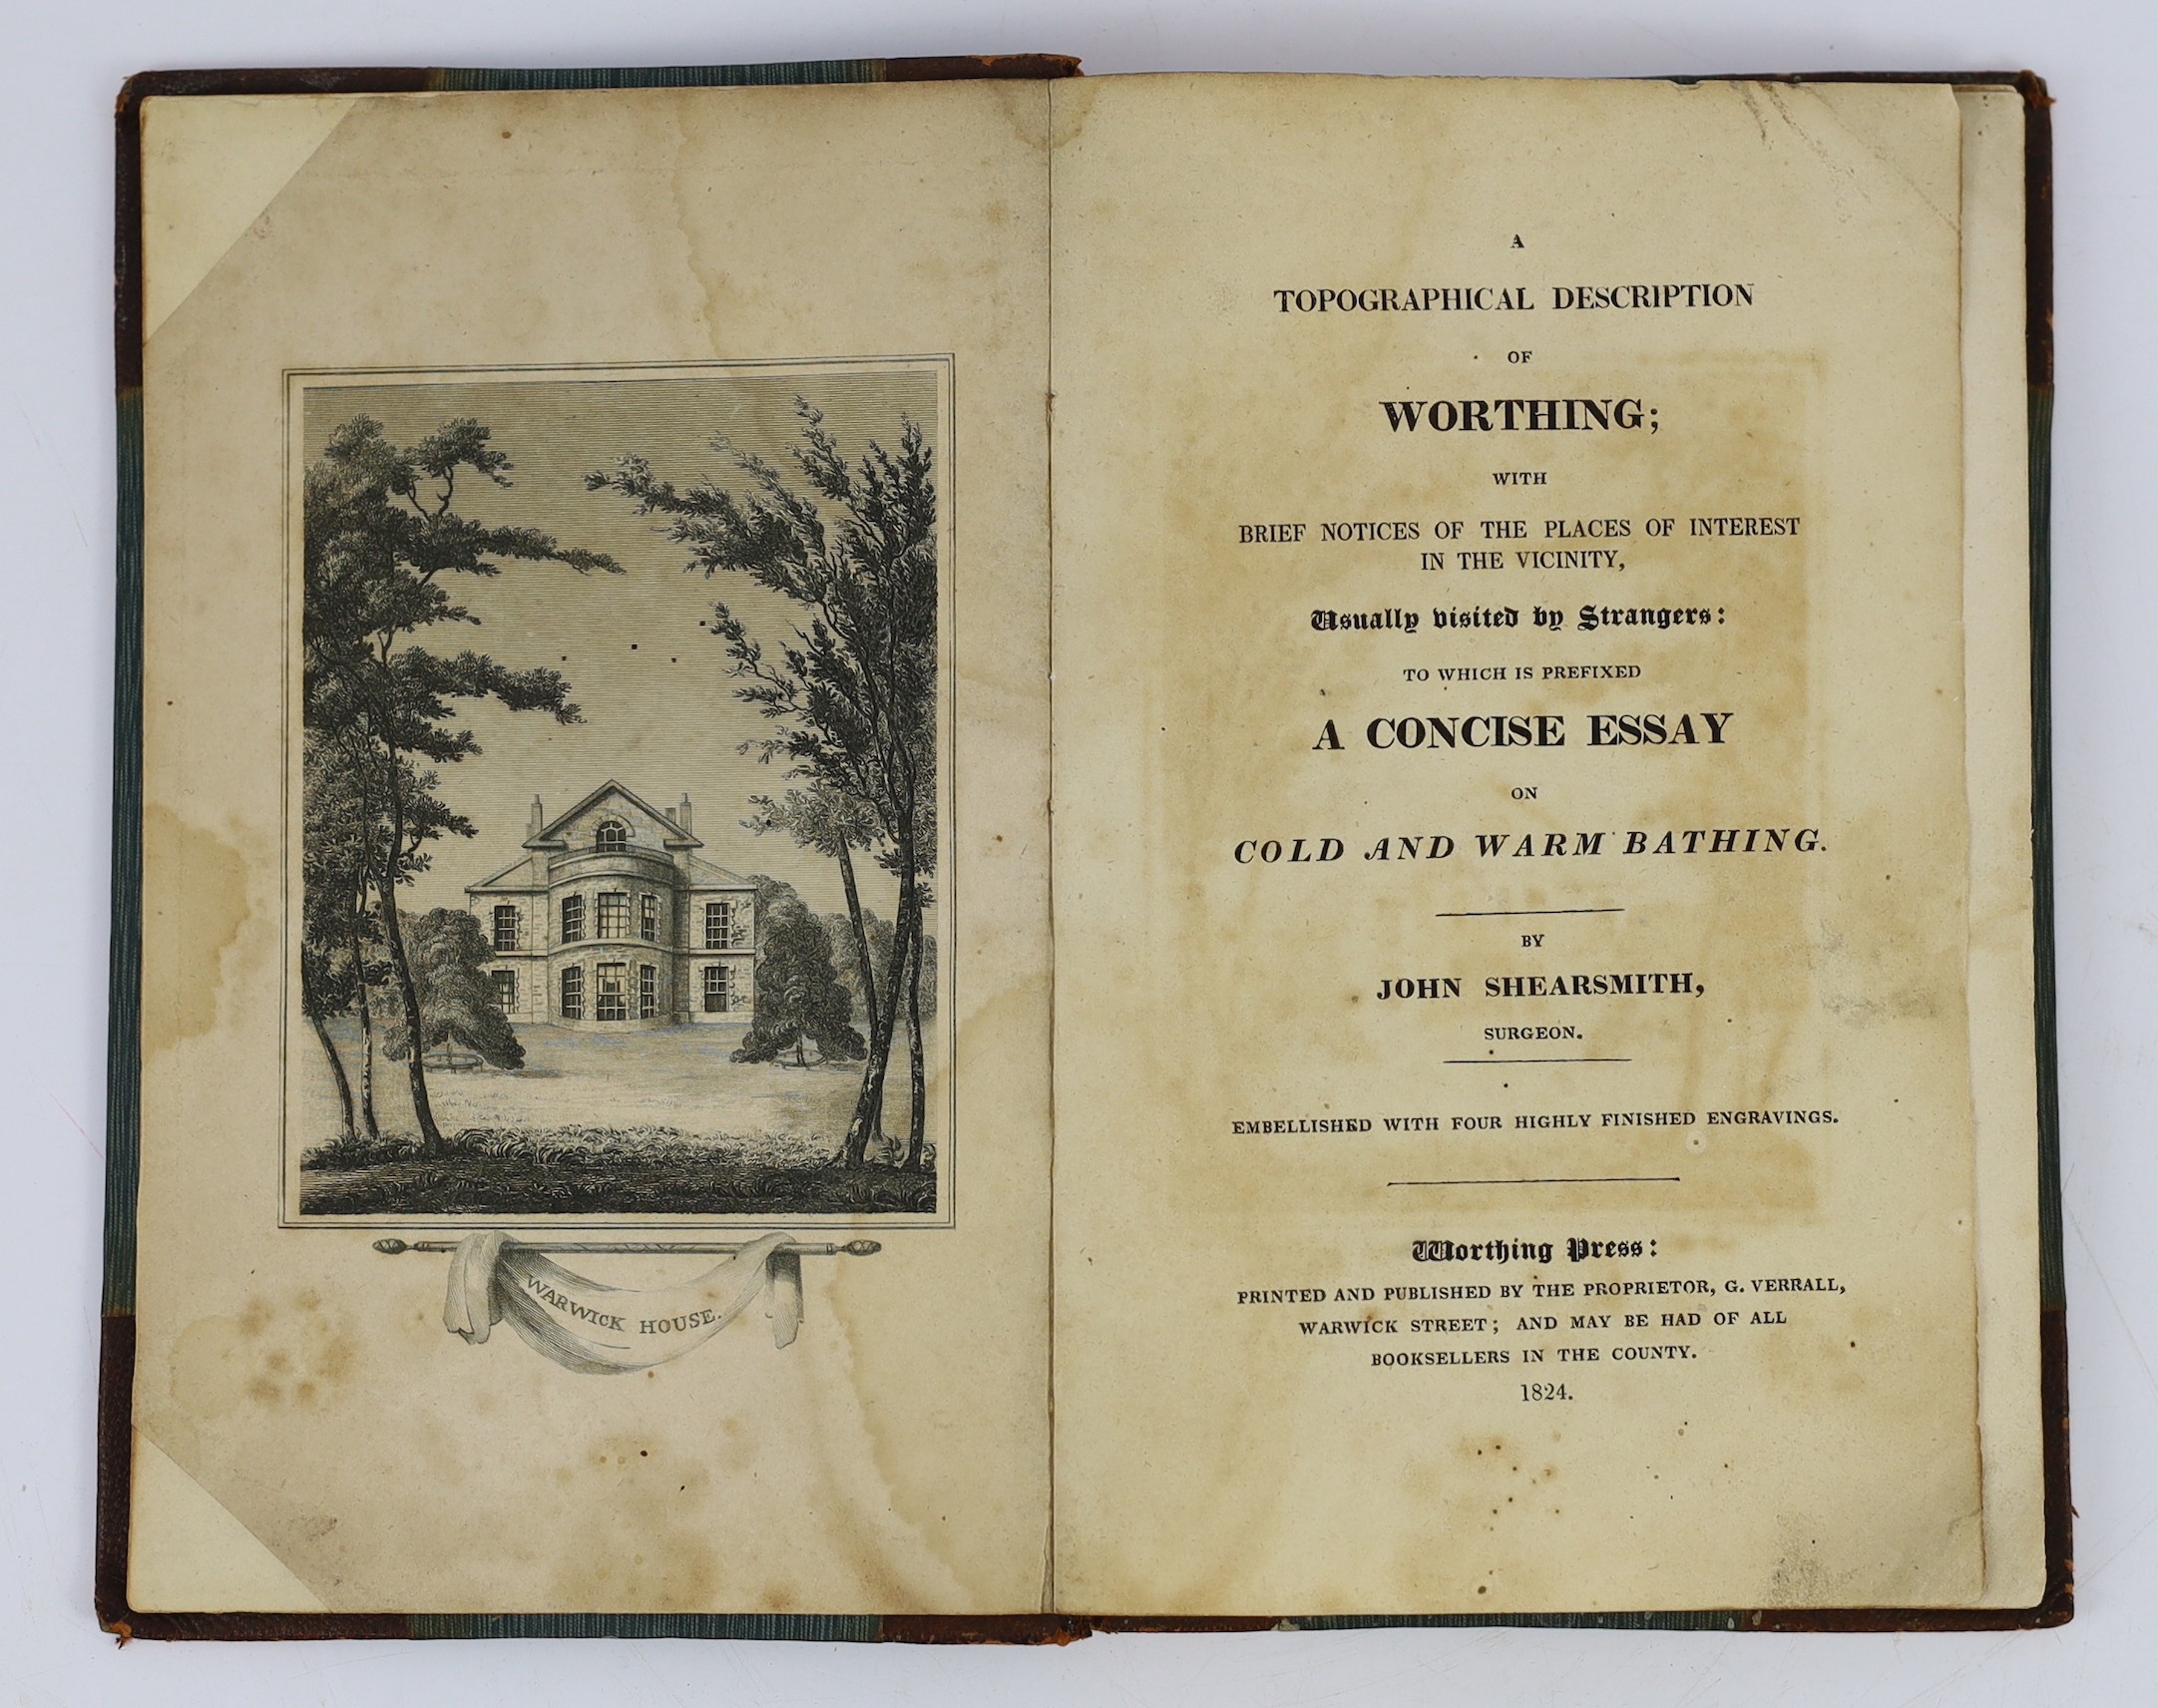 WARWICK HOUSE.
A
TOPOGRAPHICAL DESCRIPTION
OF
WORTHING;
WITH
BRIEF NOTICES OF THE PLACES OF INTEREST
IN THE VICINITY,
Usually visited by Strangers:
TO WHICH IS PREFIXED
A CONCISE ESSAY
ON
COLD AND WARM BATHING.
BY
JOHN SHEARSMITH,
SURGEON.
EMBELLISHED WITH FOUR HIGHLY FINISHED ENGRAVINGS.
Worthing Press:
PRINTED AND PUBLISHED BY THE PROPRIETOR, G. VERRALL,
WARWICK STREET; AND MAY BE HAD OF ALL
BOOKSELLERS IN THE COUNTY.
1824.